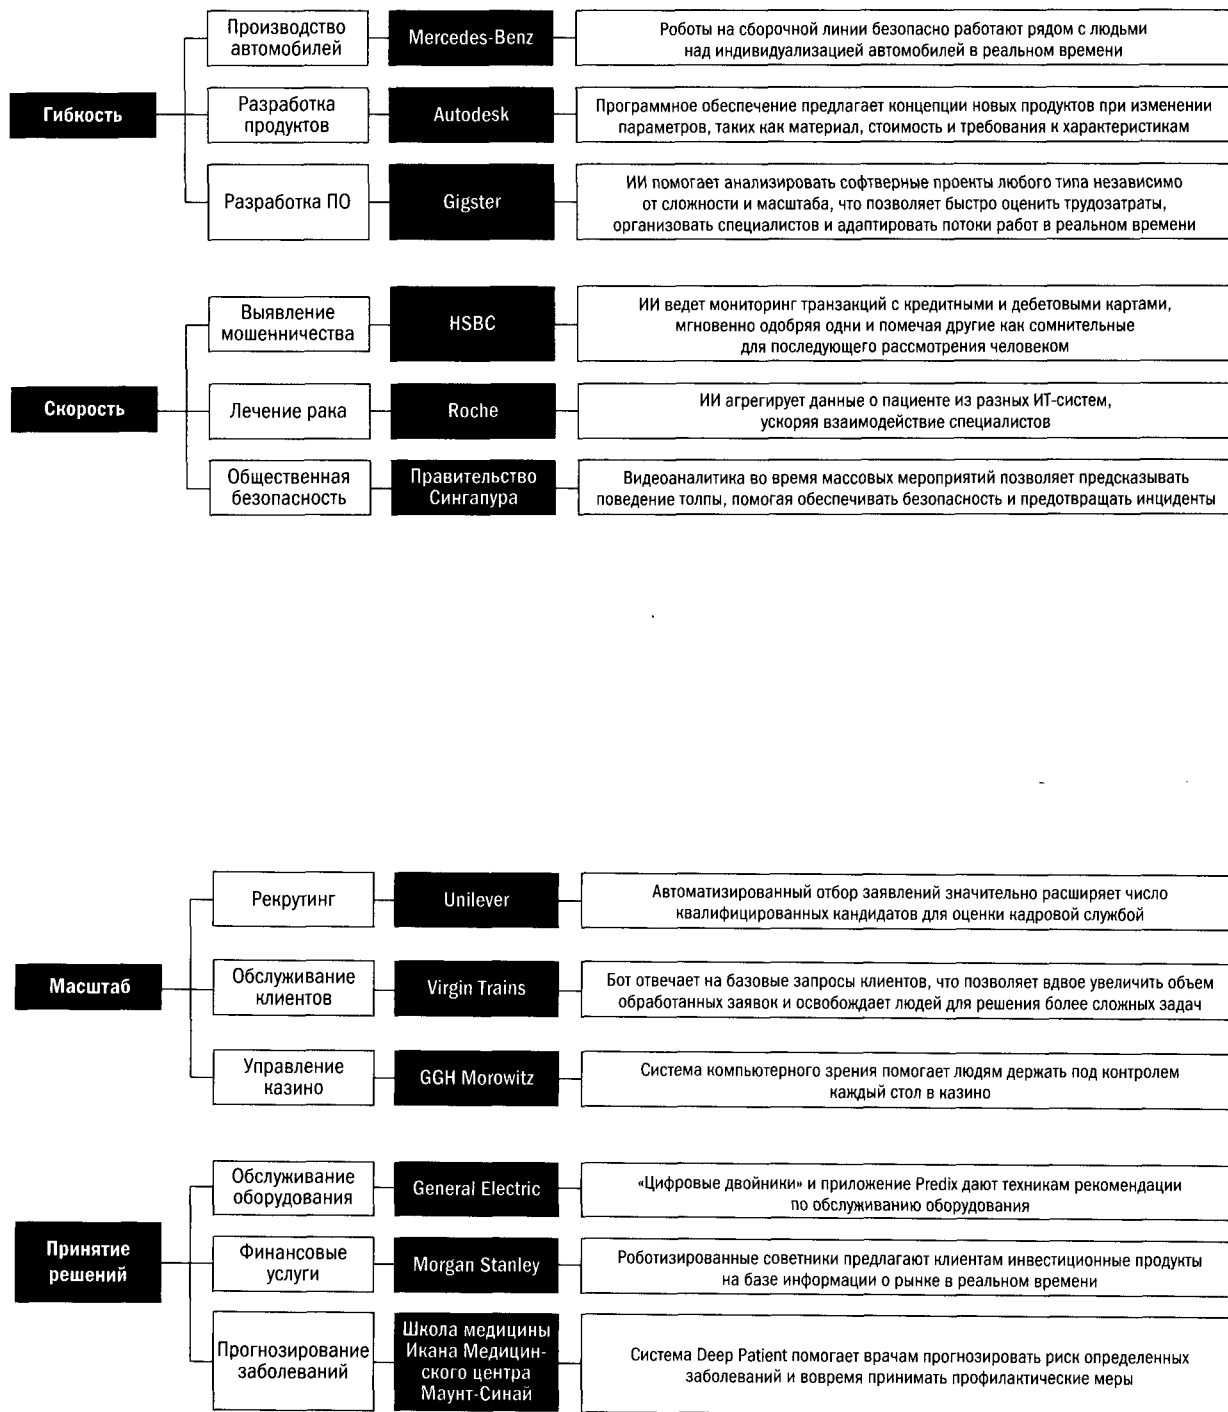 Производство
автомобилей
Mercedes-Benz
Роботы на сборочной линии безопасно работают рядом с людьми
над индивидуализацией автомобилей в реальном времени
Гибкость
Разработка
продуктов
Autodesk
Программное обеспечение предлагает концепции новых продуктов при изменении
параметров, таких как материал, стоимость и требования к характеристикам
Разработка ПО
Gigster
ИИ помогает анализировать софтверные проекты любого типа независимо
от сложности и масштаба, что позволяет быстро оценить трудозатраты,
организовать специалистов и адаптировать потоки работ в реальном времени
Выявление
мошенничества
HSBC
ИИ ведет мониторинг транзакций с кредитными и дебетовыми картами,
мгновенно одобряя одни и помечая другие как сомнительные
для последующего рассмотрения человеком
Скорость
Лечение рака
Roche
ИИ агрегирует данные о пациенте из разных ИТ-систем,
ускоряя взаимодействие специалистов
Общественная
безопасность
Правительство
Сингапура
Видеоаналитика во время массовых мероприятий позволяет предсказывать
поведение толпы, помогая обеспечивать безопасность и предотвращать инциденты
Рекрутинг
Unilever
Автоматизированный отбор заявлений значительно расширяет число
квалифицированных кандидатов для оценки кадровой службой
Масштаб
Обслуживание
клиентов
Virgin Trains
Бот отвечает на базовые запросы клиентов, что позволяет вдвое увеличить объем
обработанных заявок и освобождает людей для решения более сложных задач
Управление
казино
GGH Morowitz
Система компьютерного зрения помогает людям держать под контролем
каждый стол в казино
Обслуживание
оборудования
General Electric
«Цифровые двойники» и приложение Predix дают техникам рекомендации
по обслуживанию оборудования
Принятие
решений
Финансовые
услуги
Morgan Stanley
Роботизированные советники предлагают клиентам инвестиционные продукты
на базе информации о рынке в реальном времени
Прогнозирование
заболеваний
Школа медицины
Икана Медицин-
ского центра
Маунт-Синай
Система Deep Patient помогает врачам прогнозировать риск определенных
заболеваний и вовремя принимать профилактические меры